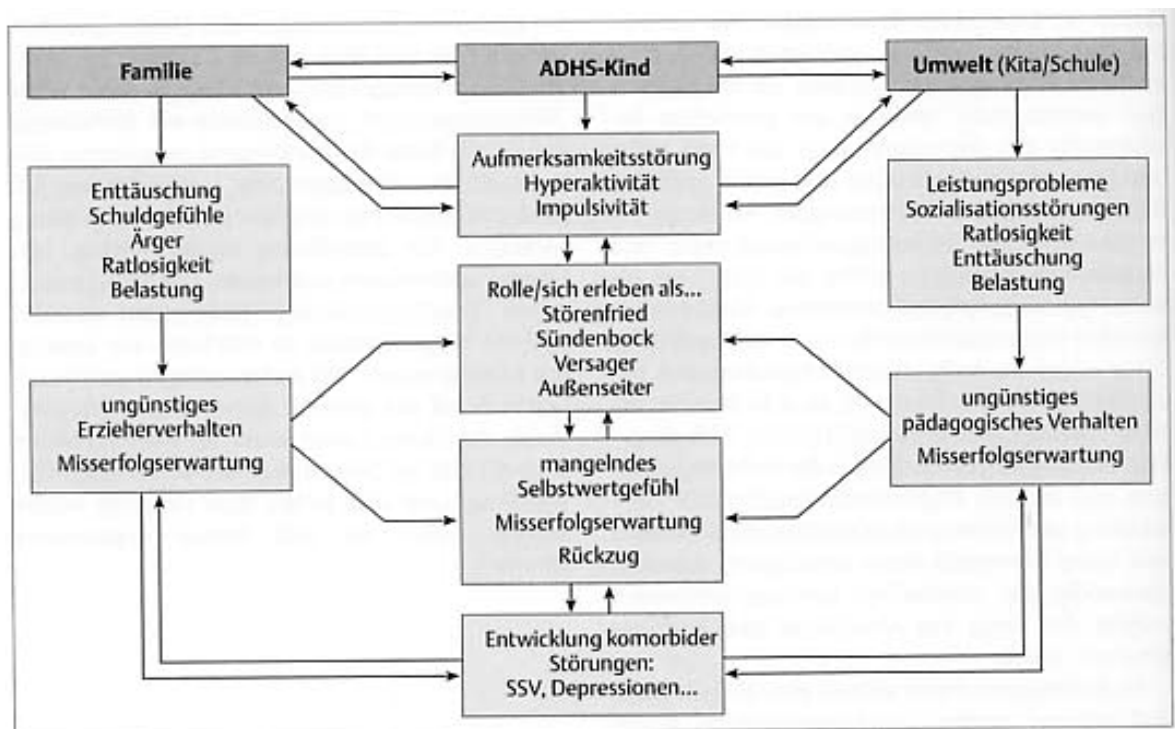 Familie
ADHS-Kind
Umwelt (Kita/Schule)
Aufmerksamkeitsstörung
Hyperaktivität
Impulsivität
Enttäuschung
Schuldgefühle
Ärger
Ratlosigkeit
Belastung
Leistungsprobleme
Sozialisationsstörungen
Ratlosigkeit
Enttäuschung
Belastung
Rolle/sich erleben als...
Störenfried
Sündenbock
Versager
Außenseiter
ungünstiges
Erzieherverhalten
Misserfolgserwartung
ungünstiges
pädagogisches Verhalten
Misserfolgserwartung
mangelndes
Selbstwertgefühl
Misserfolgserwartung
Rückzug
Entwicklung komorbider
Störungen:
SSV, Depressionen...